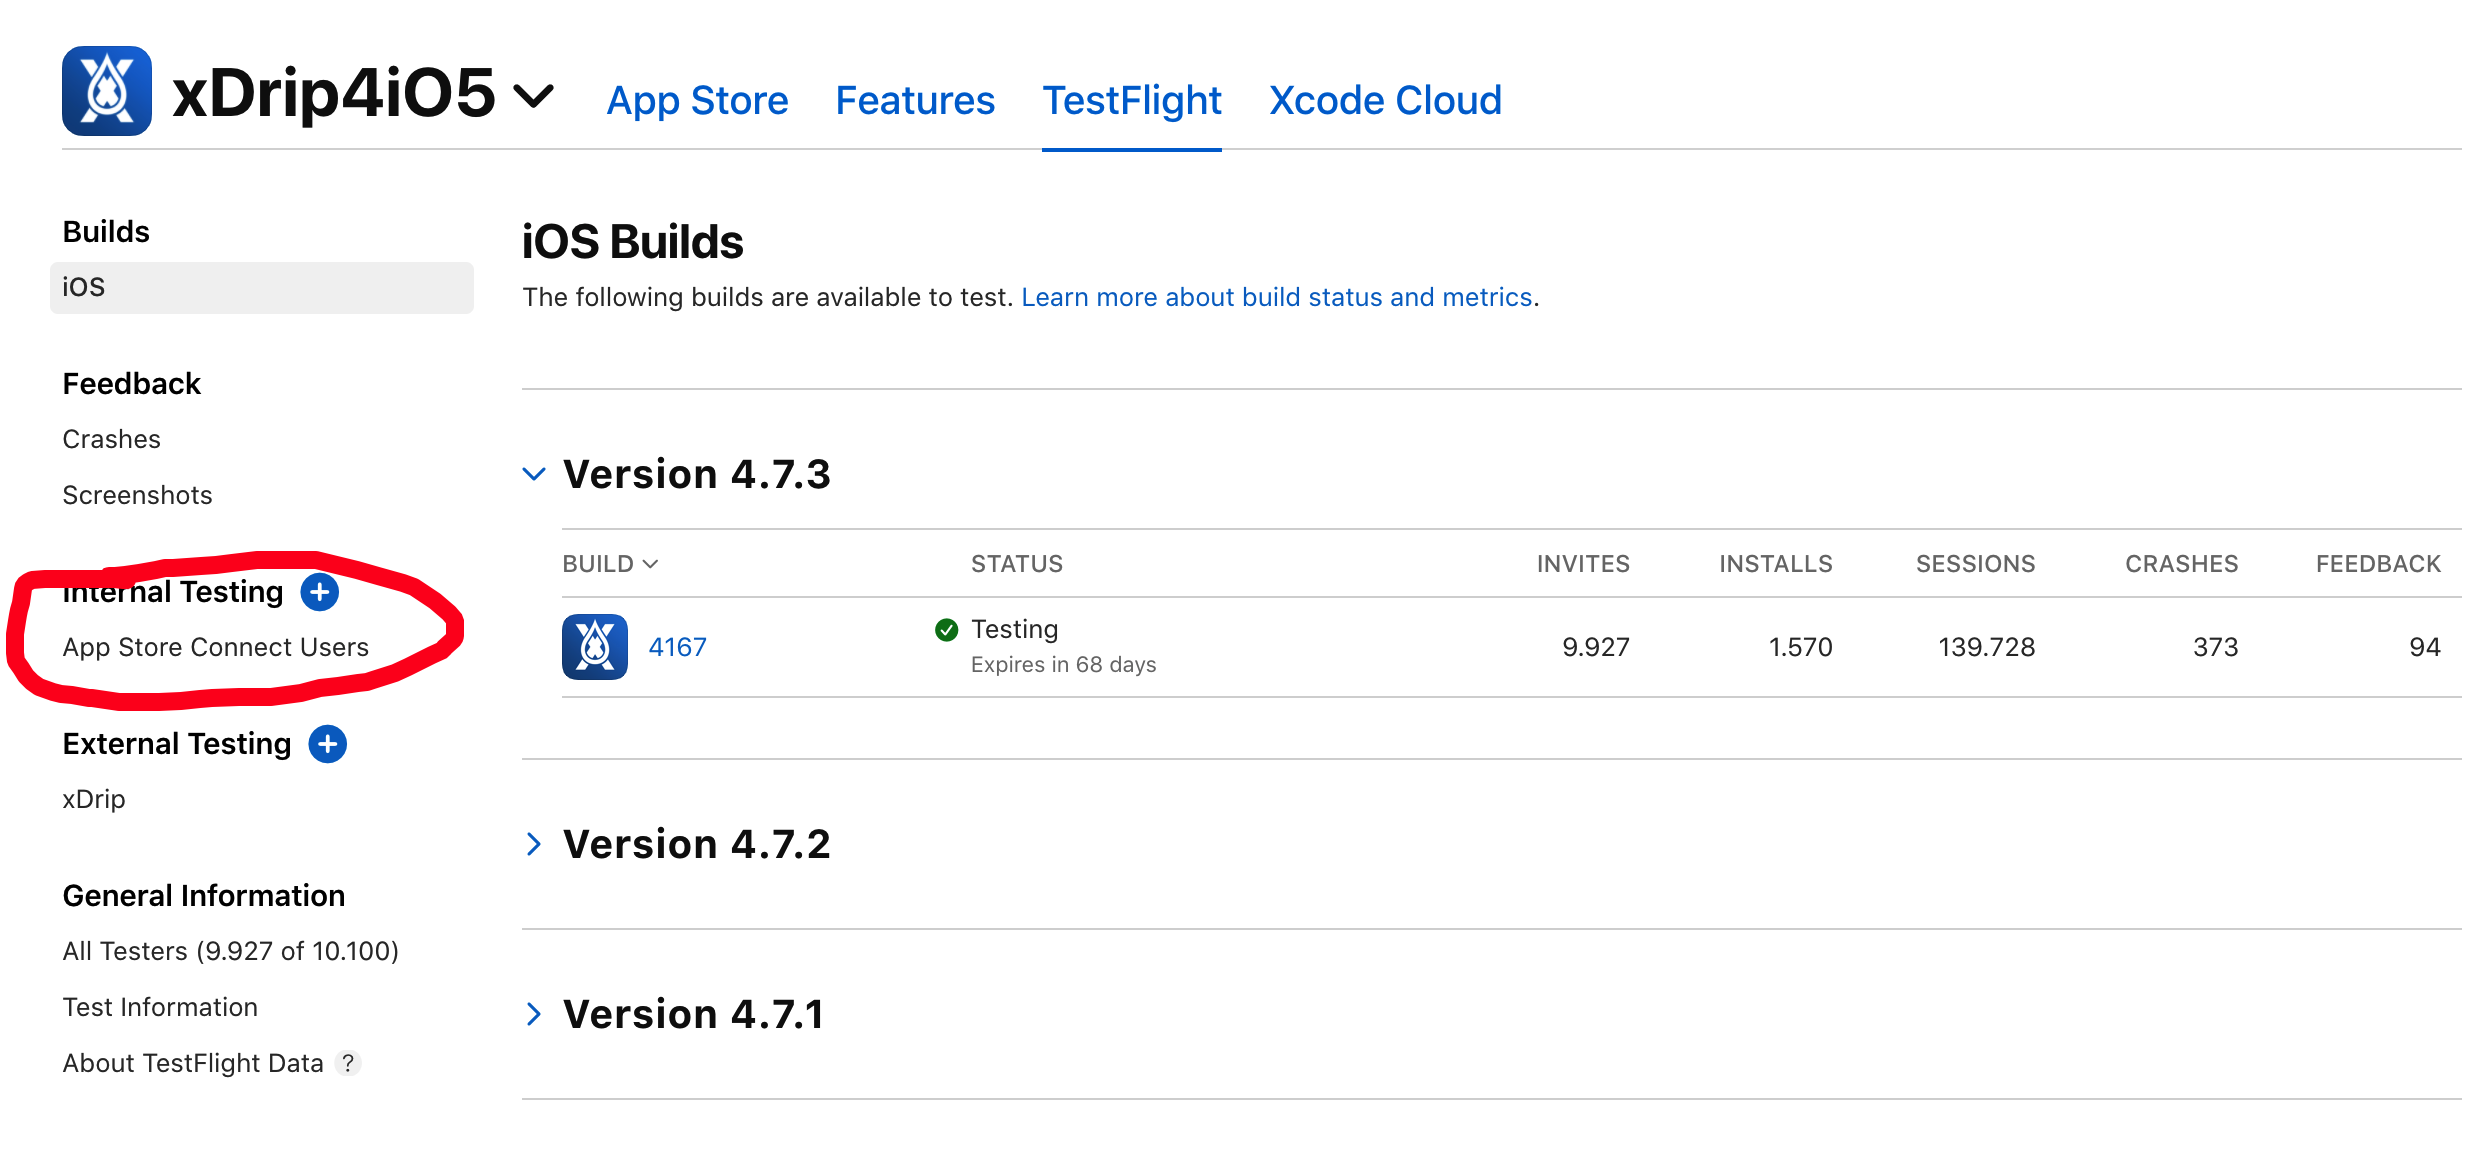 xDrip4iO5
App Store
Features
TestFlight
Xcode Cloud
Builds
iOS
Feedback
Crashes
Screenshots
Internal Testing
App Store Connect Users
External Testing
xDrip
General Information
All Testers (9.927 of 10.100)
Test Information
About TestFlight Data ?
iOS Builds
The following builds are available to test. Learn more about build status and metrics.
Version 4.7.3
BUILD STATUS INVITES INSTALLS SESSIONS CRASHES FEEDBACK
4167 Testing 9.927 1.570 139.728 373 94
Expires in 68 days
Version 4.7.2
Version 4.7.1